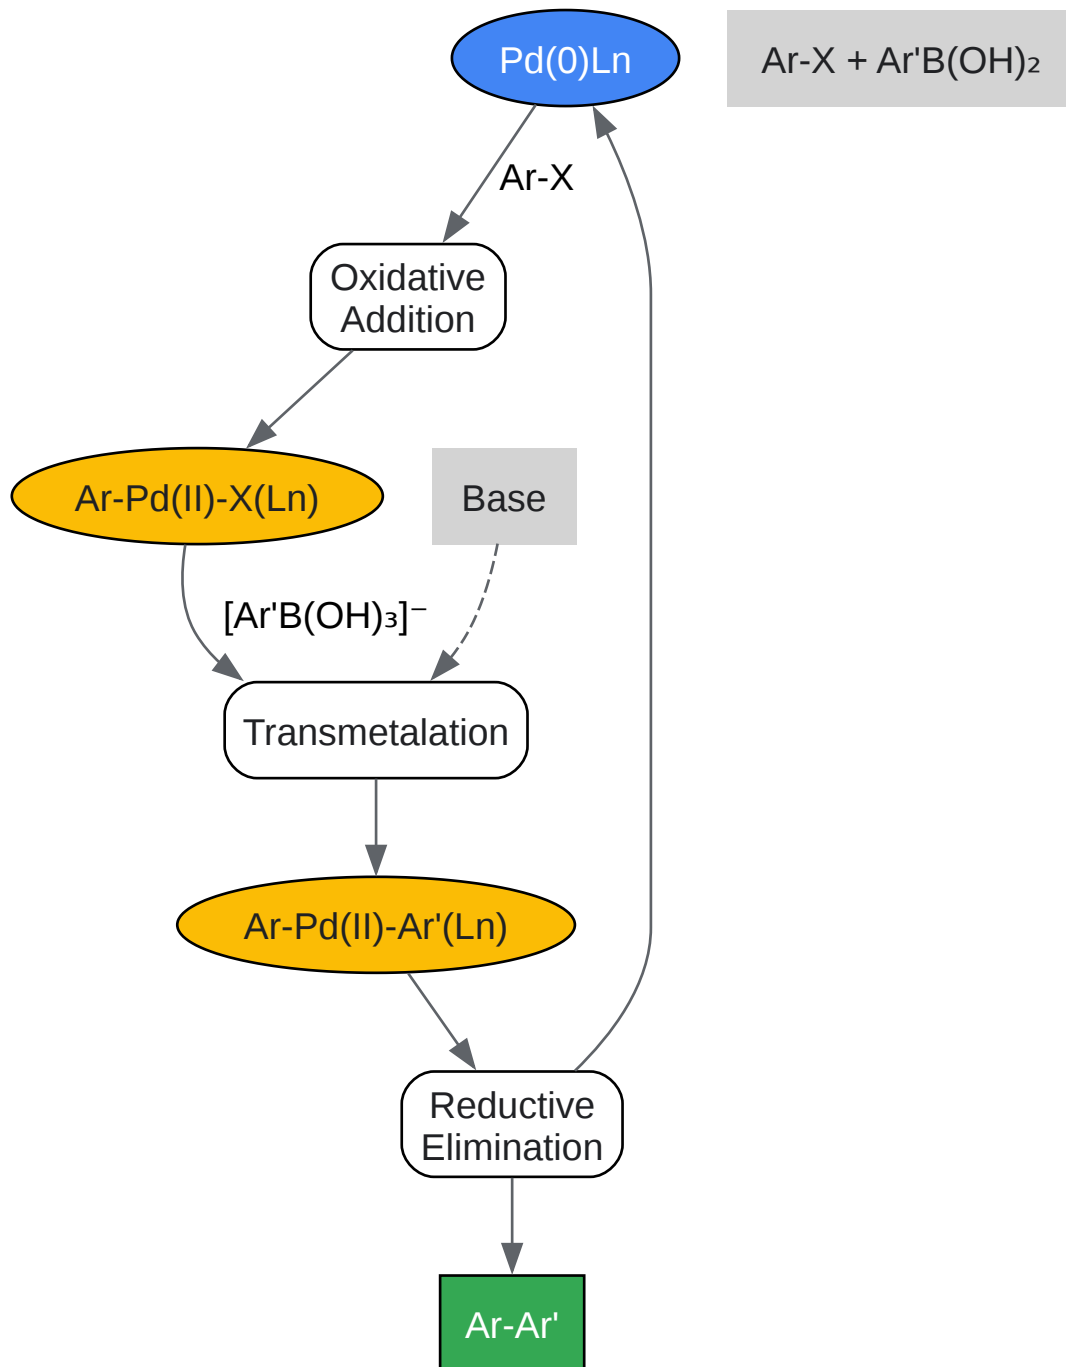 Pd(0)Ln
Ar-X + Ar'B(OH)₂
Ar-X
Oxidative
Addition
Ar-Pd(II)-X(Ln)
Base
[Ar'B(OH)₃]⁻
Transmetalation
Ar-Pd(II)-Ar'(Ln)
Reductive
Elimination
Ar-Ar'